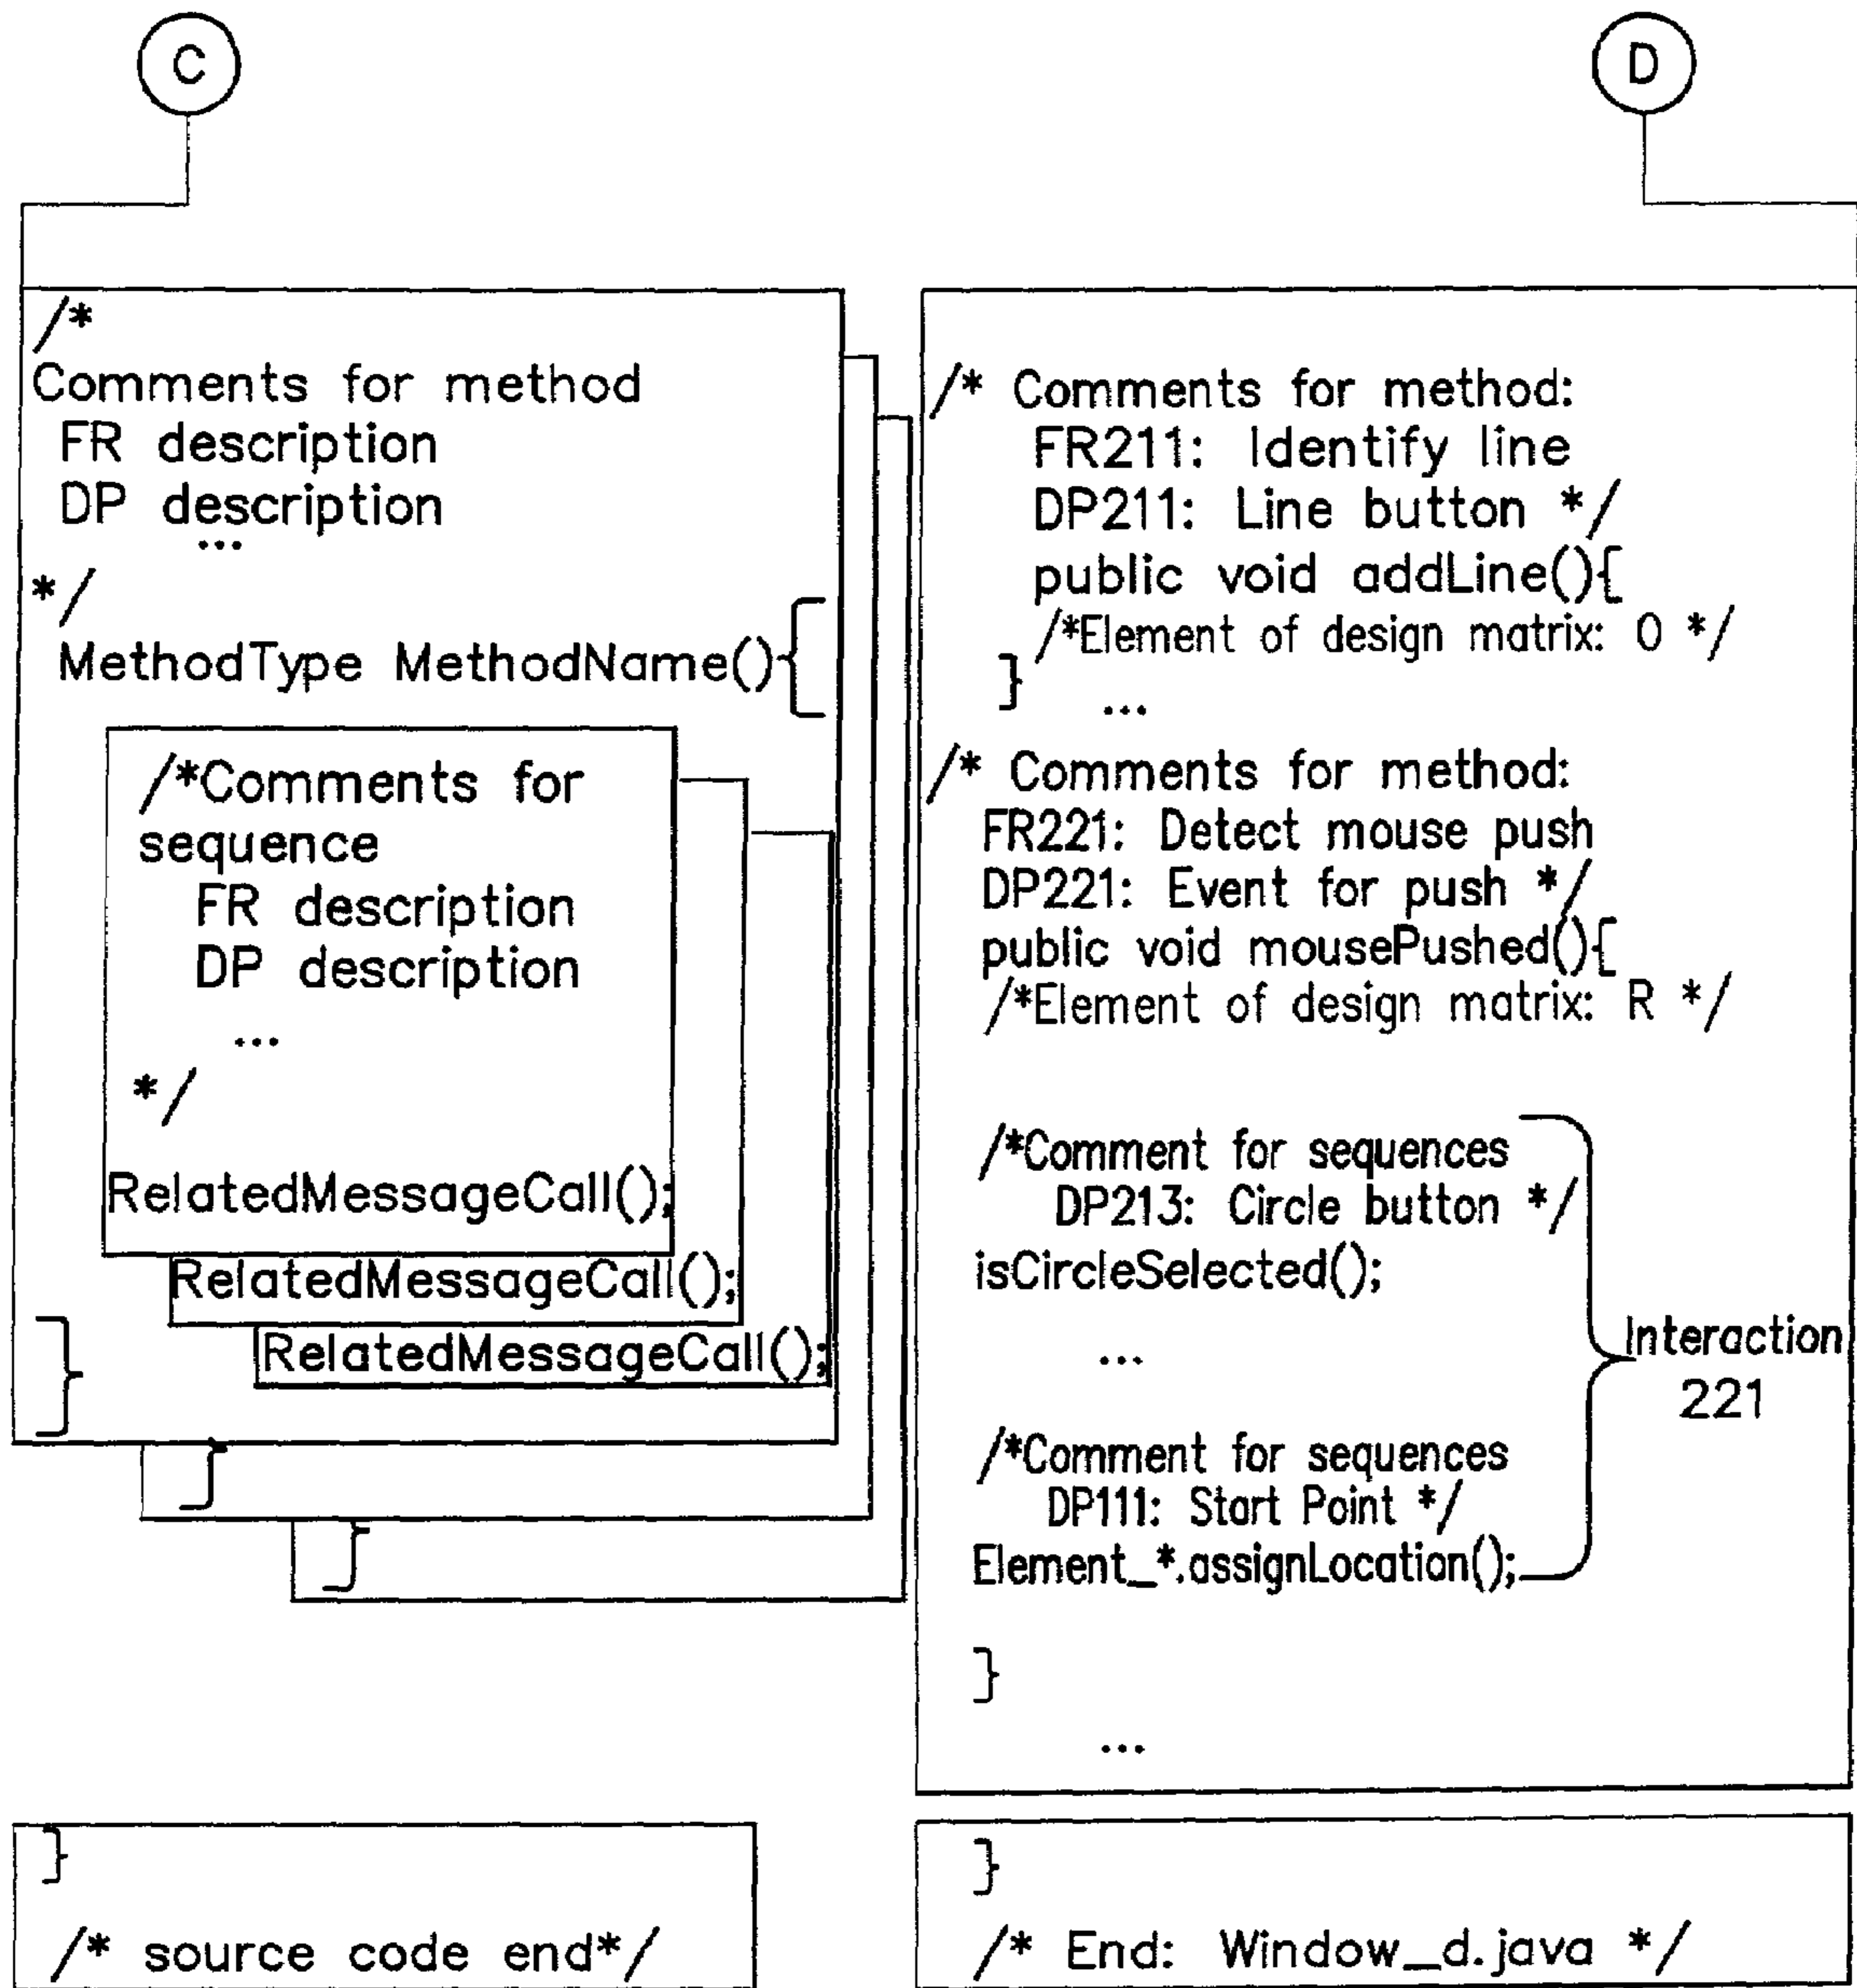 C
D
/*
Comments for method
FR description
DP description
...
*/
MethodType MethodName(){
/*Comments for
sequence
FR description
DP description
...
*/
RelatedMessageCall();
RelatedMessageCall();
RelatedMessageCall();
}
}
}
}
/* source code end*/
/* Comments for method:
FR211: Identify line
DP211: Line button */
public void addLine(){
/*Element of design matrix: O */
}
...
/* Comments for method:
FR221: Detect mouse push
DP221: Event for push */
public void mousePushed(){
/*Element of design matrix: R */
/*Comment for sequences
DP213: Circle button */
isCircleSelected();
...
/*Comment for sequences
DP111: Start Point */
Element_*.assignLocation();
Interaction
221
}
...
}
/* End: Window_d.java */